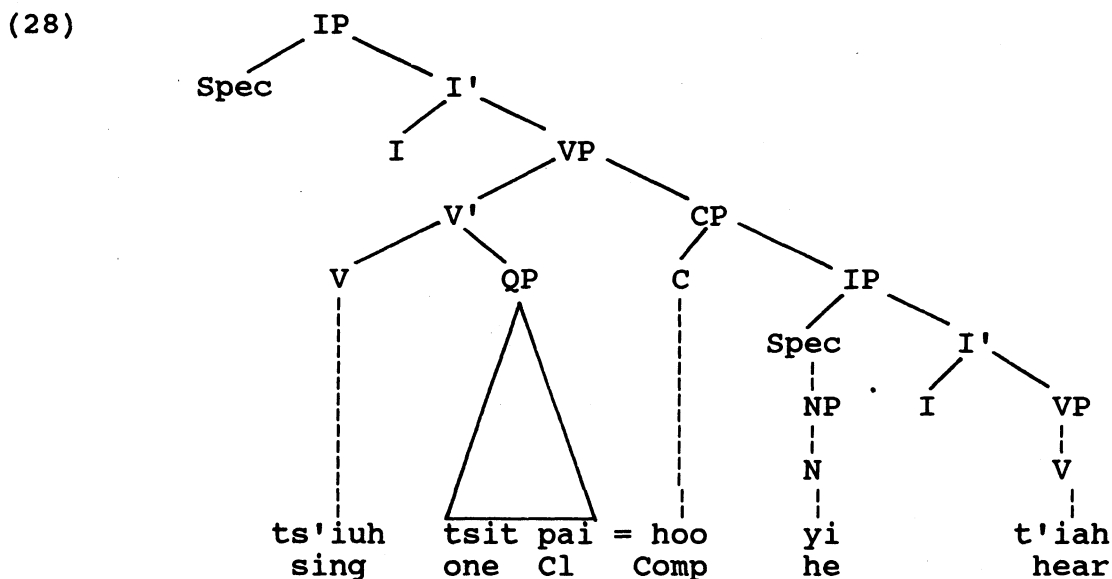 (28) IP
Spec I'
I VP
V' CP
V QP C IP
Spec I'
NP I VP
N V
ts'iuh tsit pai = hoo yi t'iah
sing one Cl Comp he hear